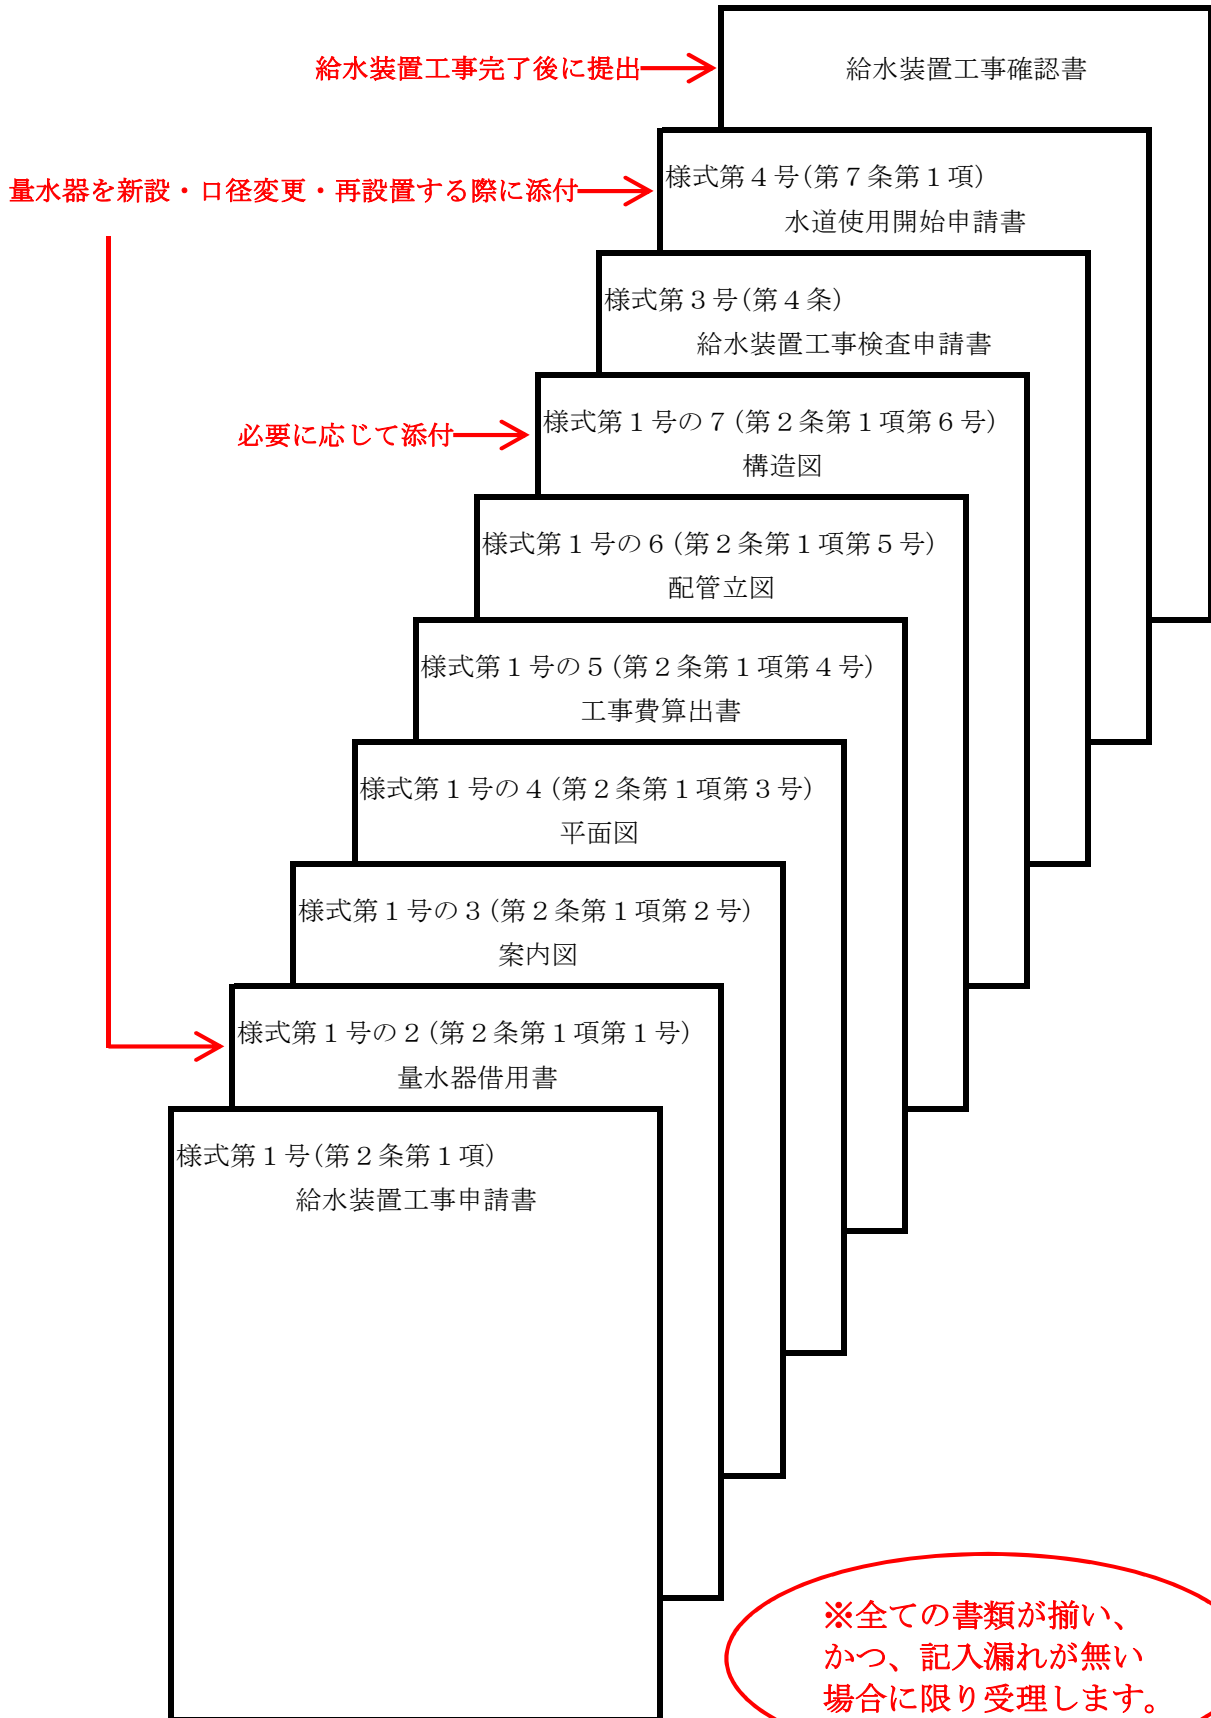 給水装置工事完了後に提出
給水装置工事確認書
量水器を新設・口径変更・再設置する際に添付
様式第４号(第７条第１項)
水道使用開始申請書
様式第３号(第４条)
給水装置工事検査申請書
必要に応じて添付
様式第１号の７(第２条第１項第６号)
構造図
様式第１号の６(第２条第１項第５号)
配管立図
様式第１号の５(第２条第１項第４号)
工事費算出書
様式第１号の４(第２条第１項第３号)
平面図
様式第１号の３(第２条第１項第２号)
案内図
様式第１号の２(第２条第１項第１号)
量水器借用書
様式第１号(第２条第１項)
給水装置工事申請書
※全ての書類が揃い、
かつ、記入漏れが無い
場合に限り受理します。